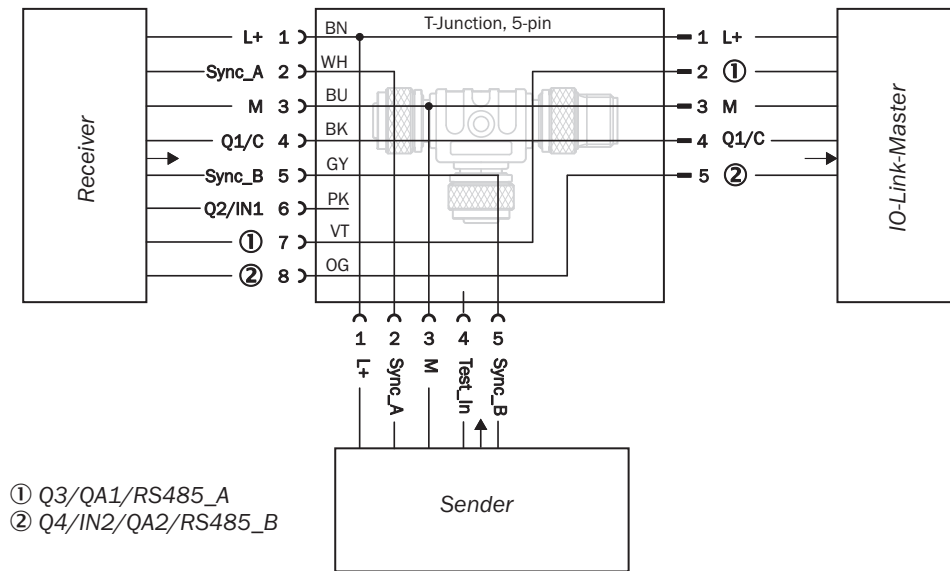 T-Junction, 5-pin
Receiver
L+ 1 BN
Sync_A 2 WH
M 3 BU
Q1/C 4 BK
Sync_B 5 GY
Q2/IN1 6 PK
① 7 VT
② 8 OG
1 L+
2 ①
3 M
4 Q1/C
5 ②
IO-Link-Master
1 2 3 4 5
L+ Sync_A M Test_In Sync_B
Sender
① Q3/QA1/RS485_A
② Q4/IN2/QA2/RS485_B